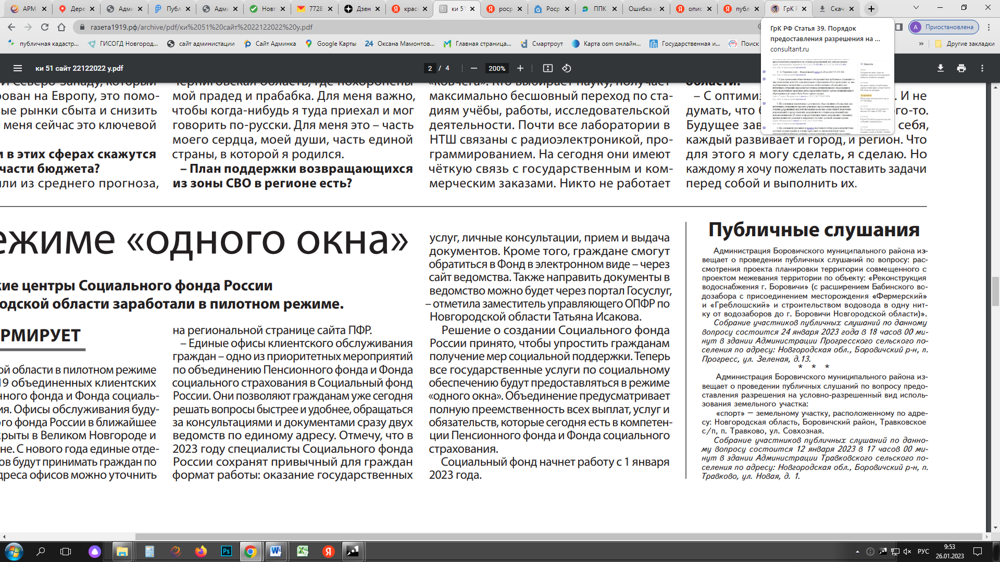 АРМ
Дере
Адми
Публ
Адми
Новг
7728
Дзен
крас
ки 51
роср
Роср
ППК
Ошибка
опис
публ
ГрК Р
Скач
газета1919.рф/archive/pdf/ки%2051%20сайт%2022122022%20у.pdf
Приостановлена
публичная кадастр...
ГИСОГД Новгород...
сайт администации
Сайт Админка
Google Карты
Оксана Мамонтов...
Главная страница...
Смартроут
Карта osm онлайн...
Государственная и...
Поиск
»
Другие закладки
ГрК РФ Статья 39. Порядок
предоставления разрешения на ...
consultant.ru
ки 51 сайт 22122022 у.pdf
2 / 4
200%
и Северо-Западу, который
рован на Европу, это помо-
вые рынки сбыта и снизить
меня сейчас это ключевой
и в этих сферах скажутся
части бюджета?
или из среднего прогноза,
Черниговская область, где похоронены
мой прадед и прабабка. Для меня важно,
чтобы когда-нибудь я туда приехал и мог
говорить по-русски. Для меня это – часть
моего сердца, моей души, часть единой
страны, в которой я родился.
– План поддержки возвращающихся
из зоны СВО в регионе есть?
«Ковчега». Кто выбирает науку, получает
максимально бесшовный переход по ста-
диям учёбы, работы, исследовательской
деятельности. Почти все лаборатории в
НТШ связаны с радиоэлектроникой, про-
граммированием. На сегодня они имеют
чёткую связь с государственным и ком-
мерческим заказами. Никто не работает
области.
– С оптимиз . И не
думать, что б го-то.
Будущее зав себя,
каждый развивает и город, и регион. Что
для этого я могу сделать, я сделаю. Но
каждому я хочу пожелать поставить задачи
перед собой и выполнить их.
ежиме «одного окна»
кие центры Социального фонда России
одской области заработали в пилотном режиме.
РМИРУЕТ
ой области в пилотном режиме
19 объединенных клиентских
нного фонда и Фонда социаль-
ия. Офисы обслуживания буду-
го фонда России в ближайшее
крыты в Великом Новгороде и
не. С нового года единые отде-
ов будут принимать граждан по
дреса офисов можно уточнить
на региональной странице сайта ПФР.
– Единые офисы клиентского обслуживания
граждан – одно из приоритетных мероприятий
по объединению Пенсионного фонда и Фонда
социального страхования в Социальный фонд
России. Они позволяют гражданам уже сегодня
решать вопросы быстрее и удобнее, обращаться
за консультациями и документами сразу двух
ведомств по единому адресу. Отмечу, что в
2023 году специалисты Социального фонда
России сохранят привычный для граждан
формат работы: оказание государственных
услуг, личные консультации, прием и выдача
документов. Кроме того, граждане смогут
обратиться в Фонд в электронном виде – через
сайт ведомства. Также направить документы в
ведомство можно будет через портал Госуслуг,
– отметила заместитель управляющего ОПФР по
Новгородской области Татьяна Исакова.
Решение о создании Социального фонда
России принято, чтобы упростить гражданам
получение мер социальной поддержки. Теперь
все государственные услуги по социальному
обеспечению будут предоставляться в режиме
«одного окна». Объединение предусматривает
полную преемственность всех выплат, услуг и
обязательств, которые сегодня есть в компетен-
ции Пенсионного фонда и Фонда социального
страхования.
Социальный фонд начнет работу с 1 января
2023 года.
Публичные слушания
Администрация Боровичского муниципального района из-
вещает о проведении публичных слушаний по вопросу: рас-
смотрения проекта планировки территории совмещенного с
проектом межевания территории по объекту: «Реконструкция
водоснабжения г. Боровичи» (с расширением Бабинского во-
дозабора с присоединением месторождения «Фермерский»
и «Греблошский» и строительством водовода в одну нит-
ку от водозаборов до г. Боровичи Новгородской области)».
Собрание участников публичных слушаний по данному
вопросу состоится 24 января 2023 года в 18 часов 00 ми-
нут в здании Администрации Прогресского сельского по-
селения по адресу: Новгородская обл., Боровичский р-н, п.
Прогресс, ул. Зеленая, д.13.
* * *
Администрация Боровичского муниципального района из-
вещает о проведении публичных слушаний по вопросу предо-
ставления разрешения на условно-разрешенный вид исполь-
зования земельного участка:
«спорт» – земельному участку, расположенному по адре-
су: Новгородская область, Боровичский район, Травковское
с/п, п. Травково, ул. Совхозная.
Собрание участников публичных слушаний по данно-
му вопросу состоится 12 января 2023 в 17 часов 00 ми-
нут в здании Администрации Травковского сельского по-
селения по адресу: Новгородская обл., Боровичский р-н, п.
Травково, ул. Новая, д. 1.
РУС
9:53
26.01.2023